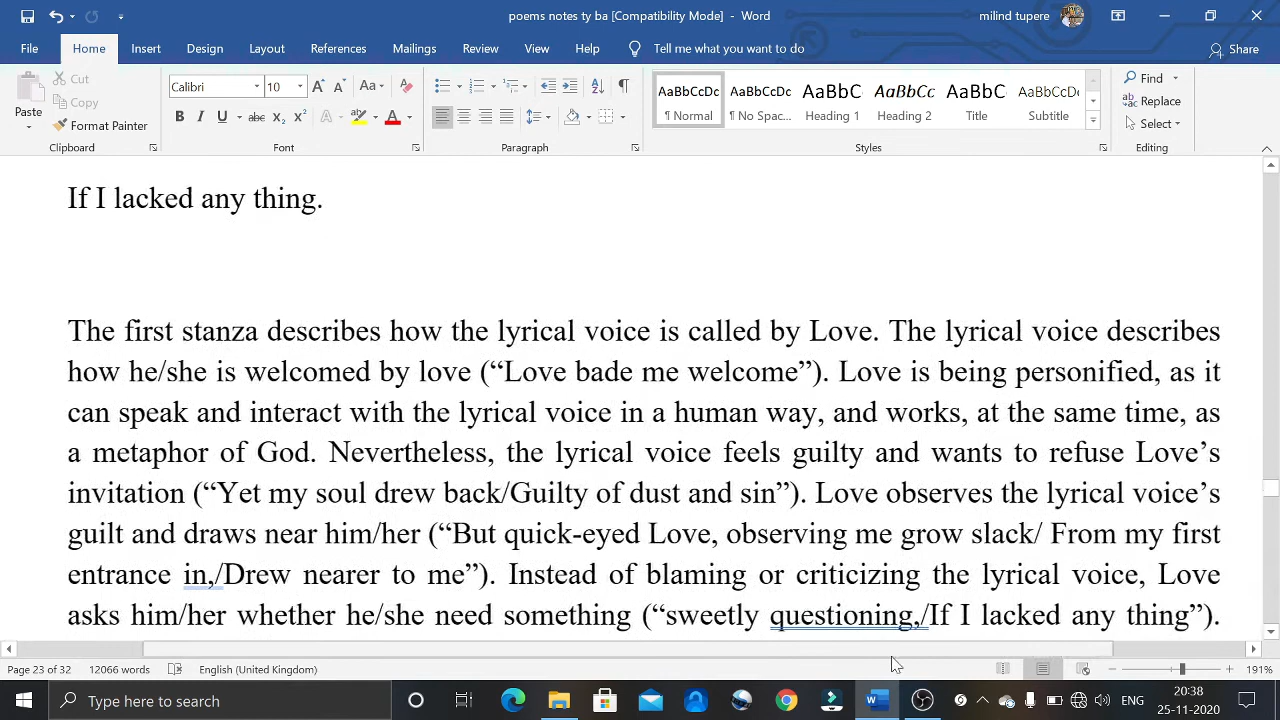 poems notes ty ba [Compatibility Mode] - Word
milind tupere
File Home Insert Design Layout References Mailings Review View Help Tell me what you want to do Share
Cut
Copy
Format Painter
Paste
Calibri 10
Aa
B I U abc X2 X2 A A
AaBbCcDc AaBbCcDc AaBbC AaBbCc AaBbC AaBbCcDc
¶ Normal ¶ No Spac... Heading 1 Heading 2 Title Subtitle
Find
Replace
Select
Clipboard Font Paragraph Styles Editing
If I lacked any thing.
The first stanza describes how the lyrical voice is called by Love. The lyrical voice describes
how he/she is welcomed by love (“Love bade me welcome”). Love is being personified, as it
can speak and interact with the lyrical voice in a human way, and works, at the same time, as
a metaphor of God. Nevertheless, the lyrical voice feels guilty and wants to refuse Love’s
invitation (“Yet my soul drew back/Guilty of dust and sin”). Love observes the lyrical voice’s
guilt and draws near him/her (“But quick-eyed Love, observing me grow slack/ From my first
entrance in,/Drew nearer to me”). Instead of blaming or criticizing the lyrical voice, Love
asks him/her whether he/she need something (“sweetly questioning,/If I lacked any thing”).
Page 23 of 32 12066 words English (United Kingdom) 191%
Type here to search
ENG
20:38
25-11-2020